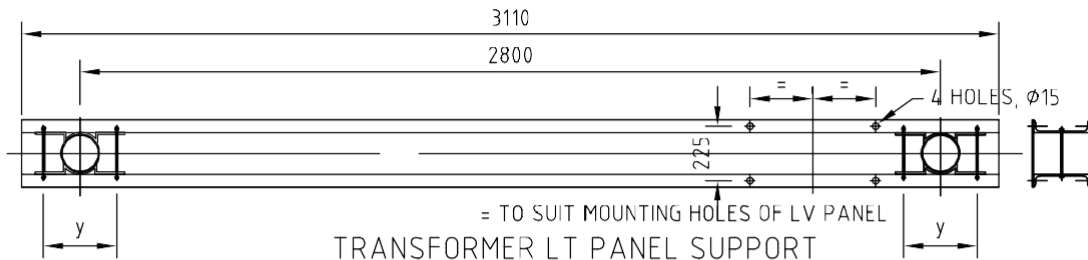 3110
2800
= =
4 HOLES, Ø15
225
= TO SUIT MOUNTING HOLES OF LV PANEL
y y
TRANSFORMER LT PANEL SUPPORT